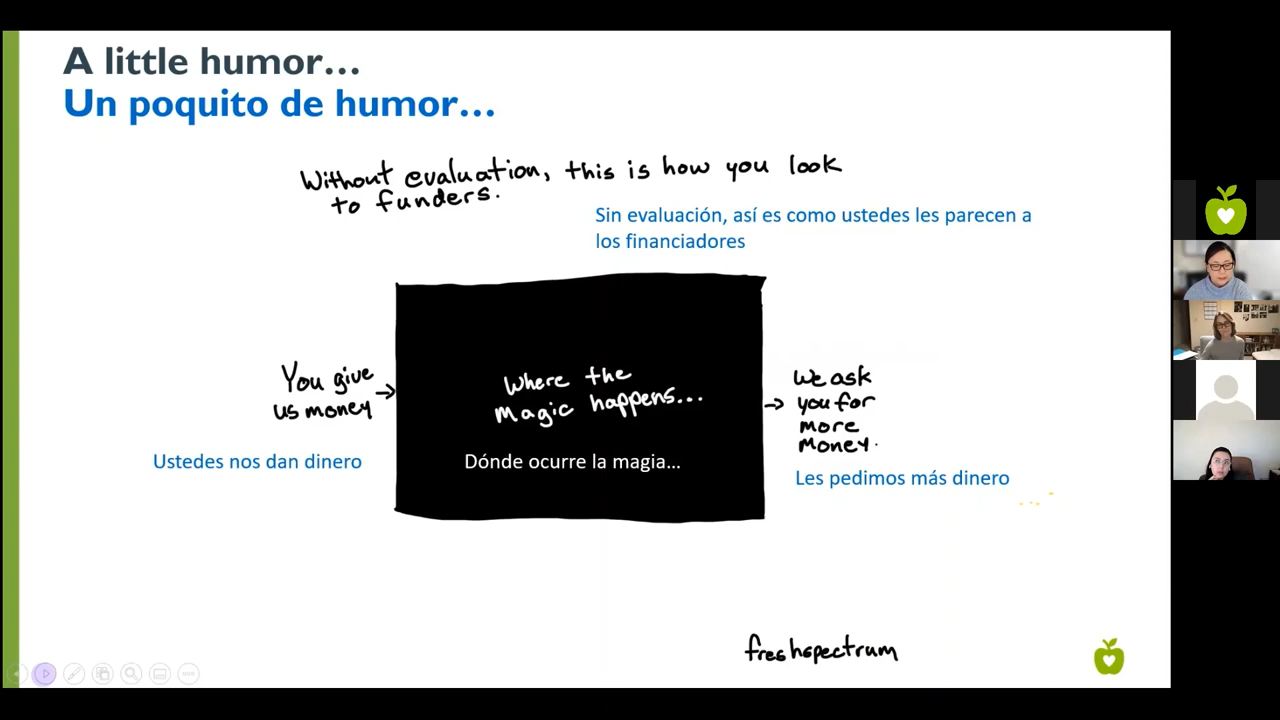 A little humor...
Un poquito de humor...
Without evaluation, this is how you look
to funders.
Sin evaluación, así es como ustedes les parecen a
los financiadores
You give
us money
Ustedes nos dan dinero
Where the
magic happens...
Dónde ocurre la magia...
We ask
you for
more
money.
Les pedimos más dinero
freshspectrum